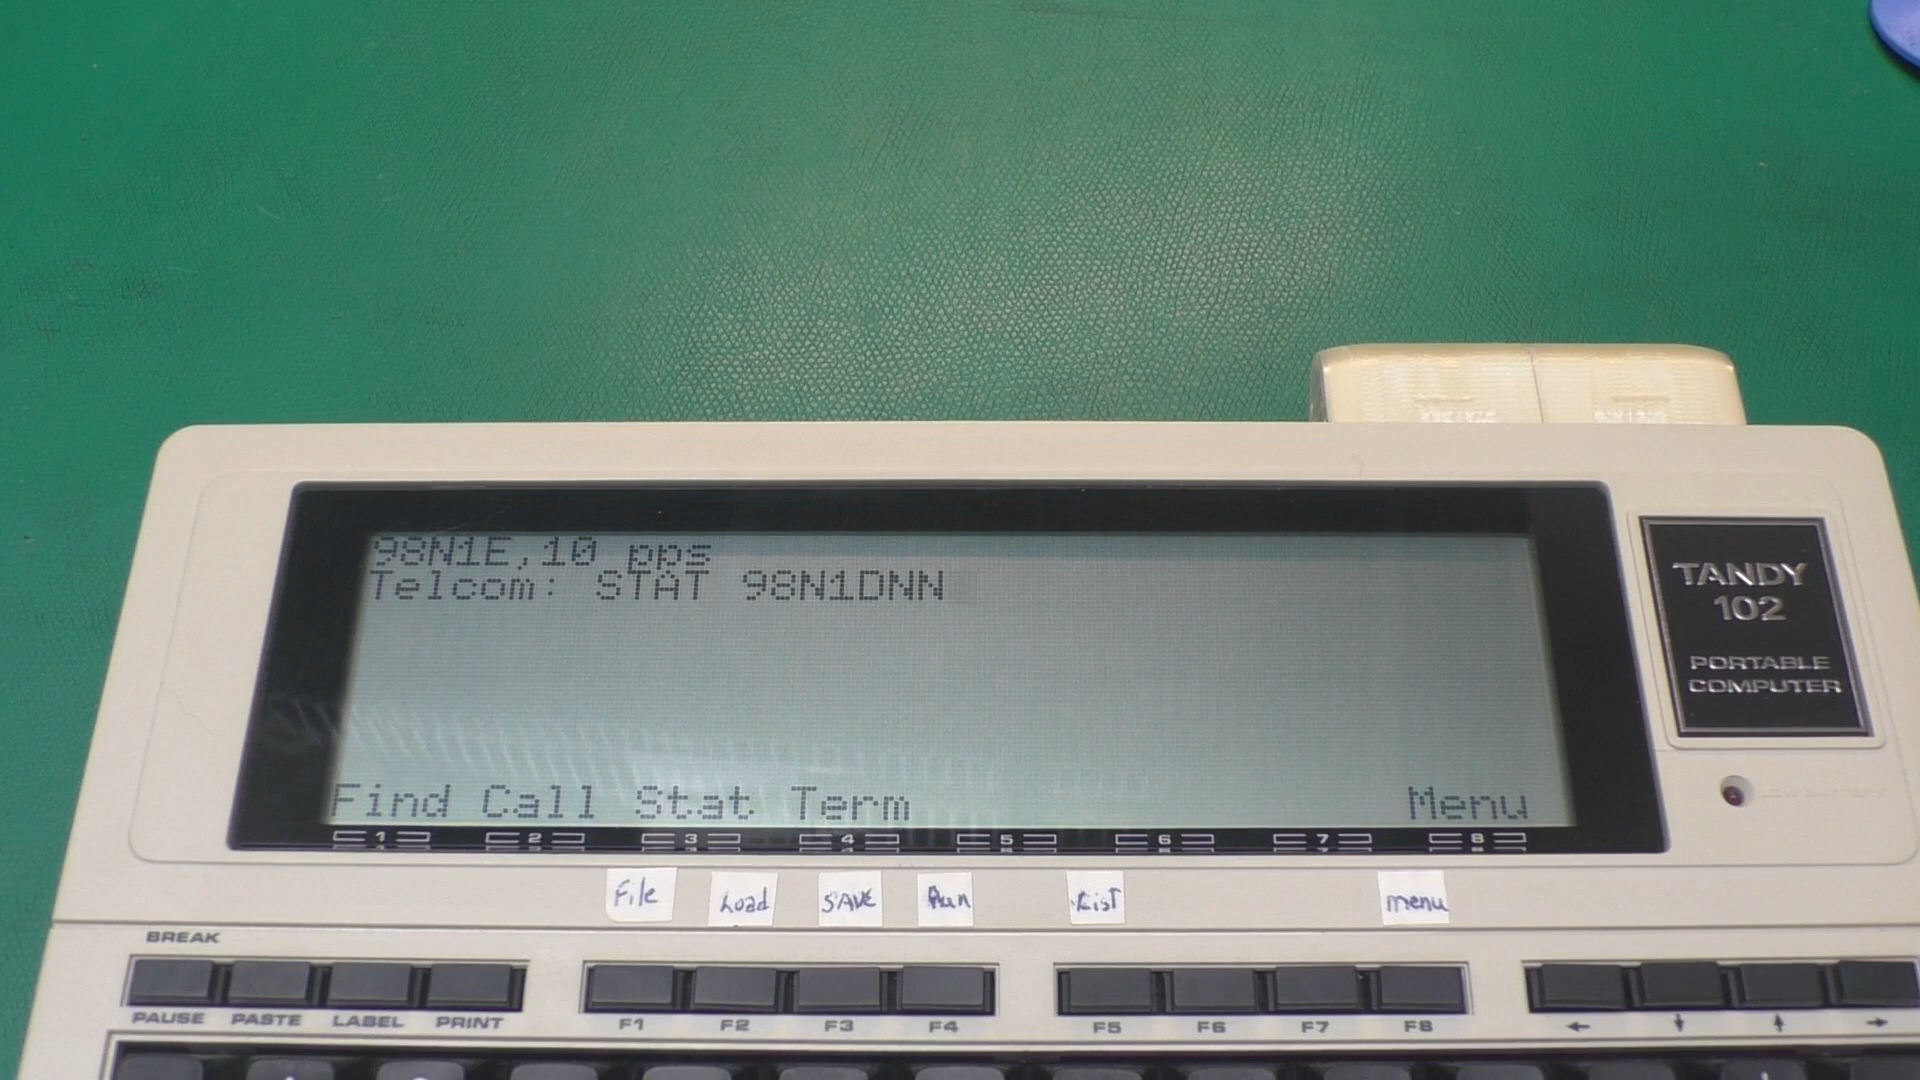 98N1E,10 pps
Telcom: STAT 98N1DNN
Find Call Stat Term Menu
1 2 3 4 5 6 7 8
TANDY
102
PORTABLE
COMPUTER
LOW BATTERY
File Load SAVE Run List menu
BREAK
PAUSE PASTE LABEL PRINT F1 F2 F3 F4 F5 F6 F7 F8 ← ↓ ↑ →